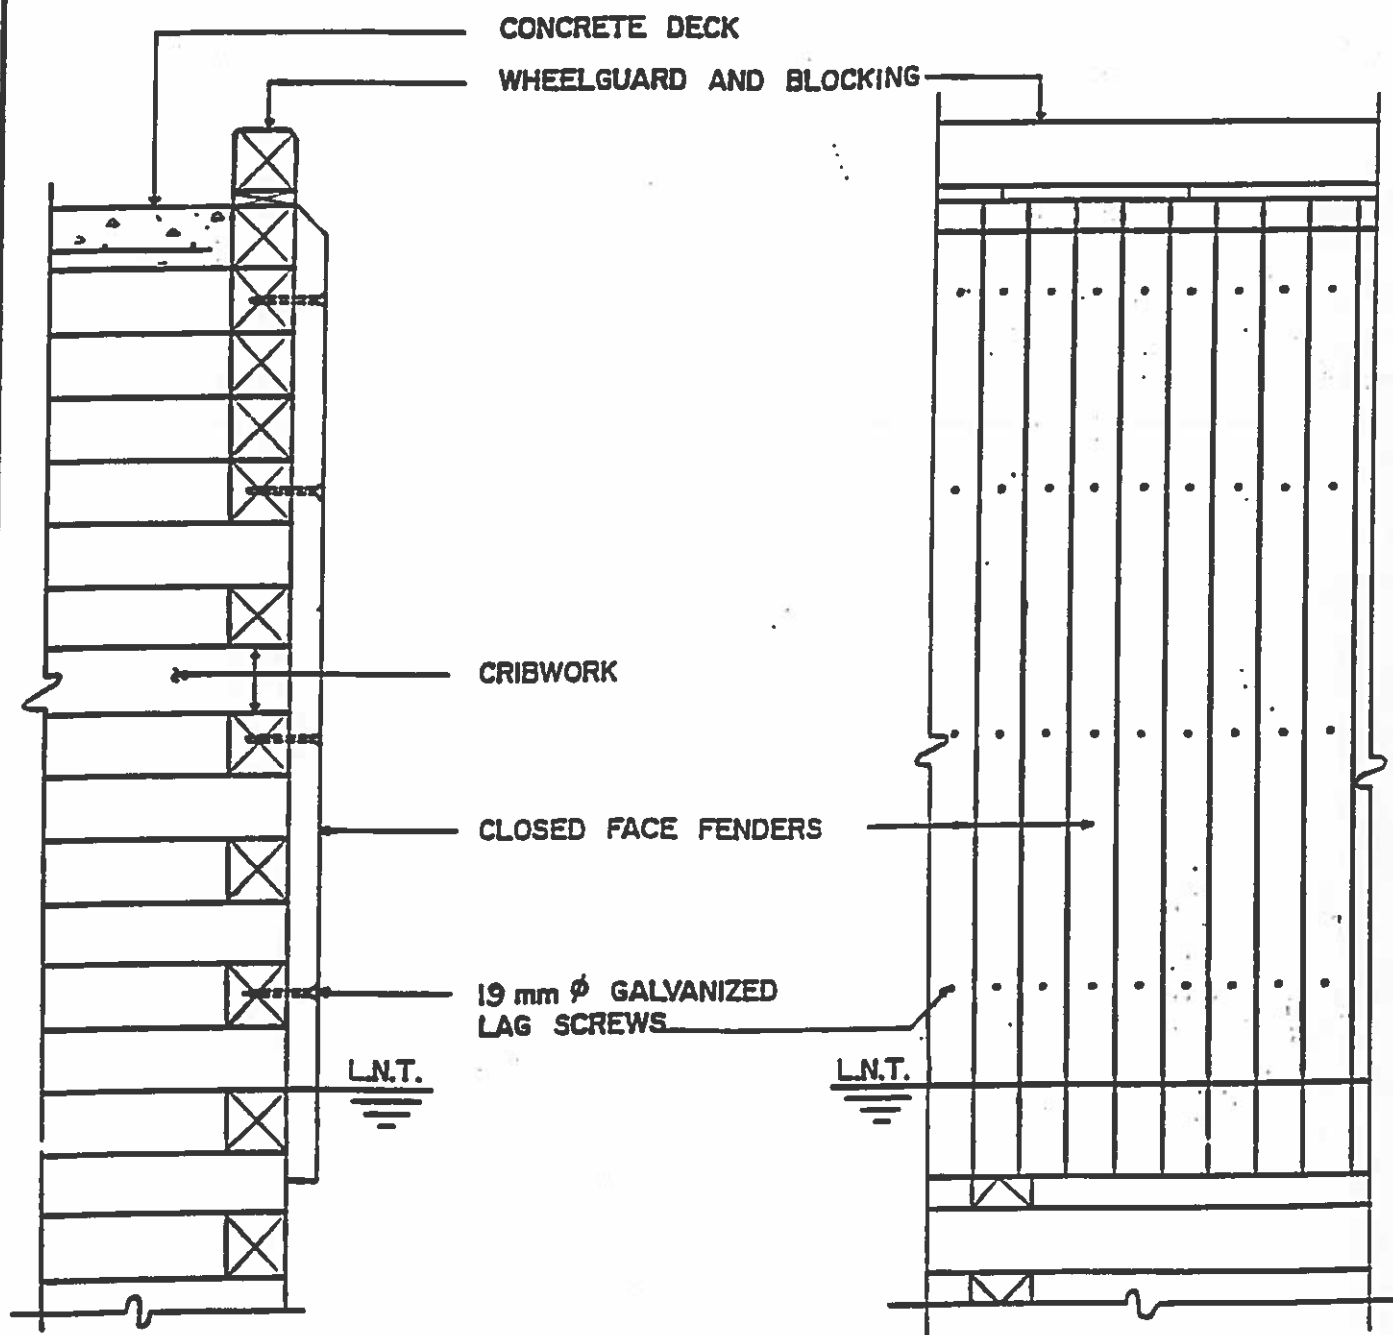 CONCRETE DECK
WHEELGUARD AND BLOCKING
CRIBWORK
CLOSED FACE FENDERS
19 mm ϕ GALVANIZED
LAG SCREWS
L.N.T.
L.N.T.